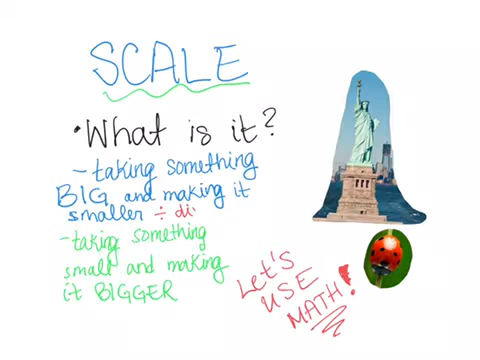 SCALE
• What is it?
- taking something
BIG and making it
smaller ÷ di
- taking something
small and making
it BIGGER
Let's
USE
MATH!